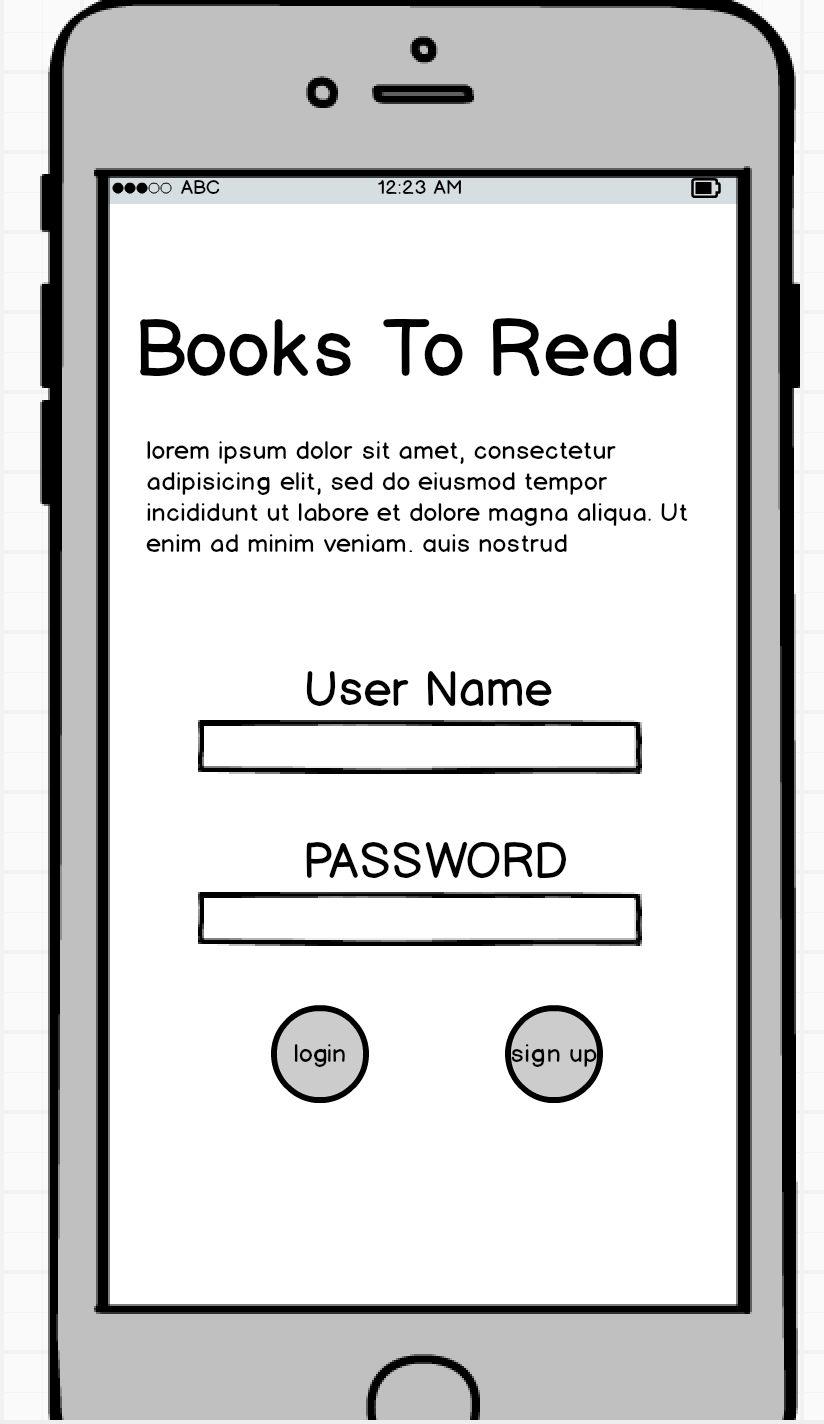 ABC 12:23 AM
Books To Read
lorem ipsum dolor sit amet, consectetur
adipisicing elit, sed do eiusmod tempor
incididunt ut labore et dolore magna aliqua. Ut
enim ad minim veniam. auis nostrud
User Name
PASSWORD
login sign up